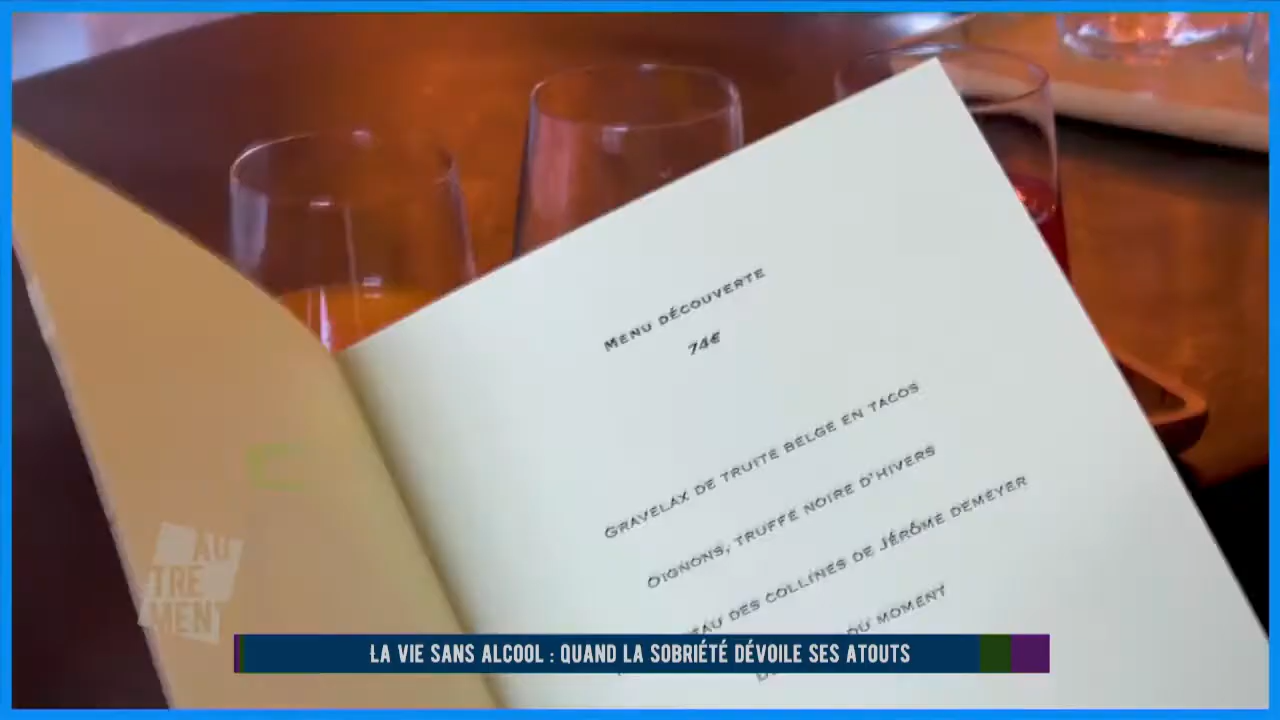 Menu découverte
74€
Gravelax de truite belge en tacos
Oignons, truffe noire d'hivers
des collines de Jérôme Demeyer
du moment
AU
TRE
MENT
LA VIE SANS ALCOOL : QUAND LA SOBRIÉTÉ DÉVOILE SES ATOUTS